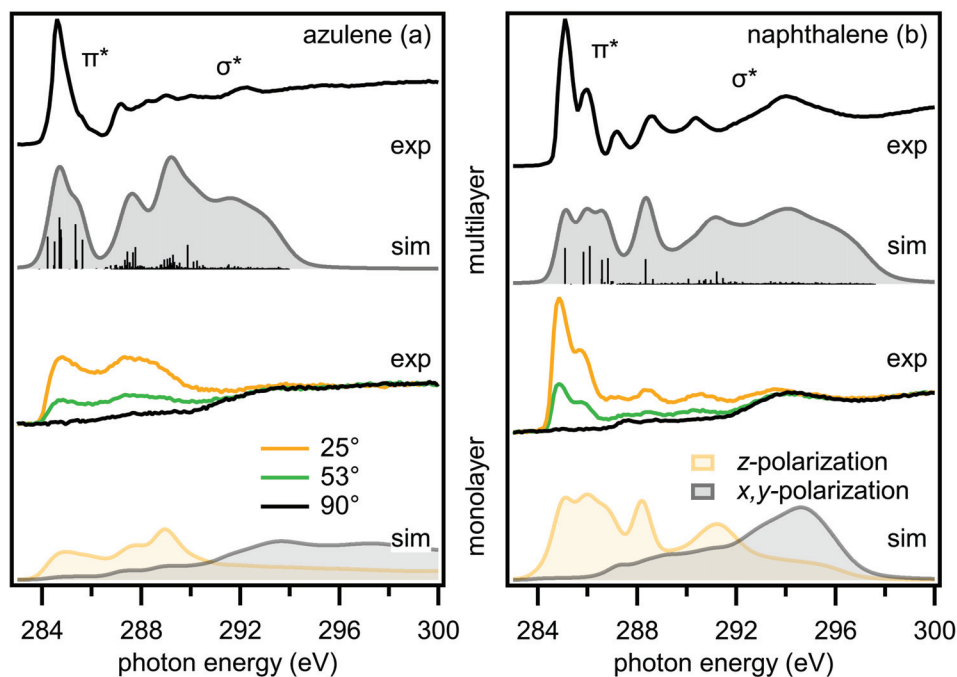 azulene (a)
π*
σ*
exp
sim
exp
25°
53°
90°
sim
284
288
292
296
300
photon energy (eV)
multilayer
monolayer
naphthalene (b)
π*
σ*
exp
sim
exp
z-polarization
x,y-polarization
sim
284
288
292
296
300
photon energy (eV)